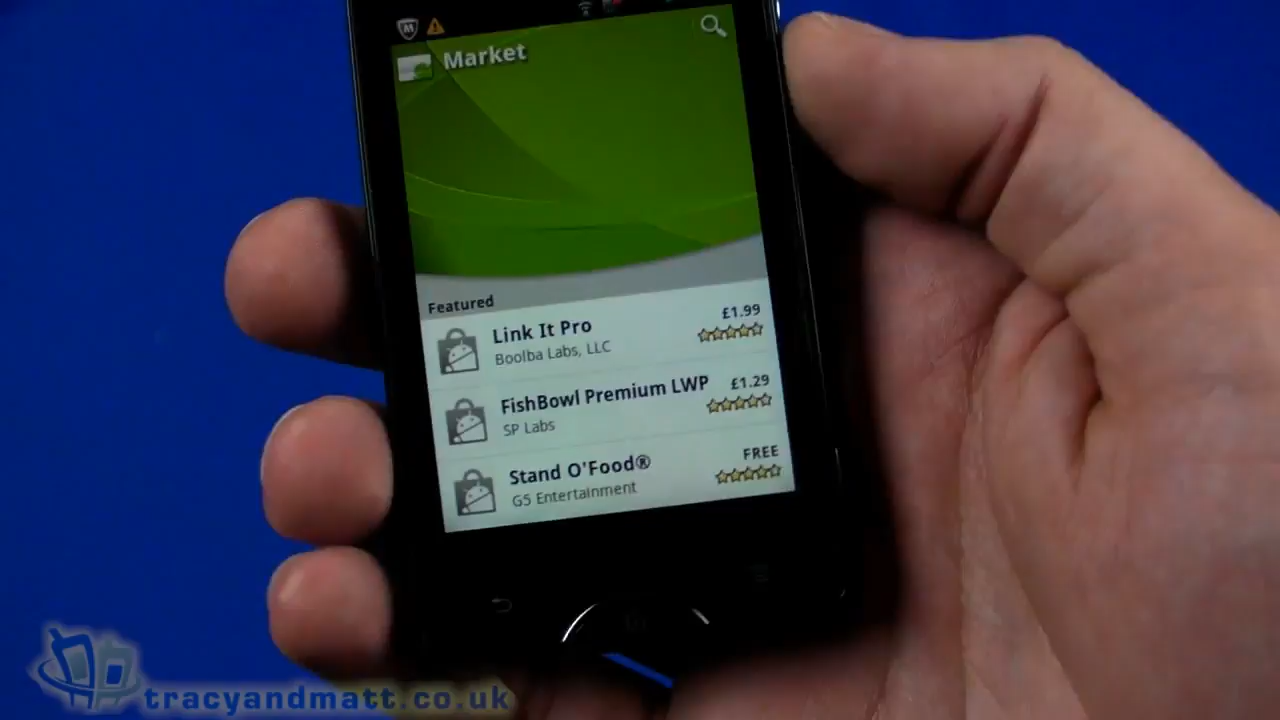 Market
Featured
Link It Pro
£1.99
Boolba Labs, LLC
FishBowl Premium LWP
£1.29
SP Labs
Stand O'Food®
FREE
G5 Entertainment
tracyandmatt.co.uk